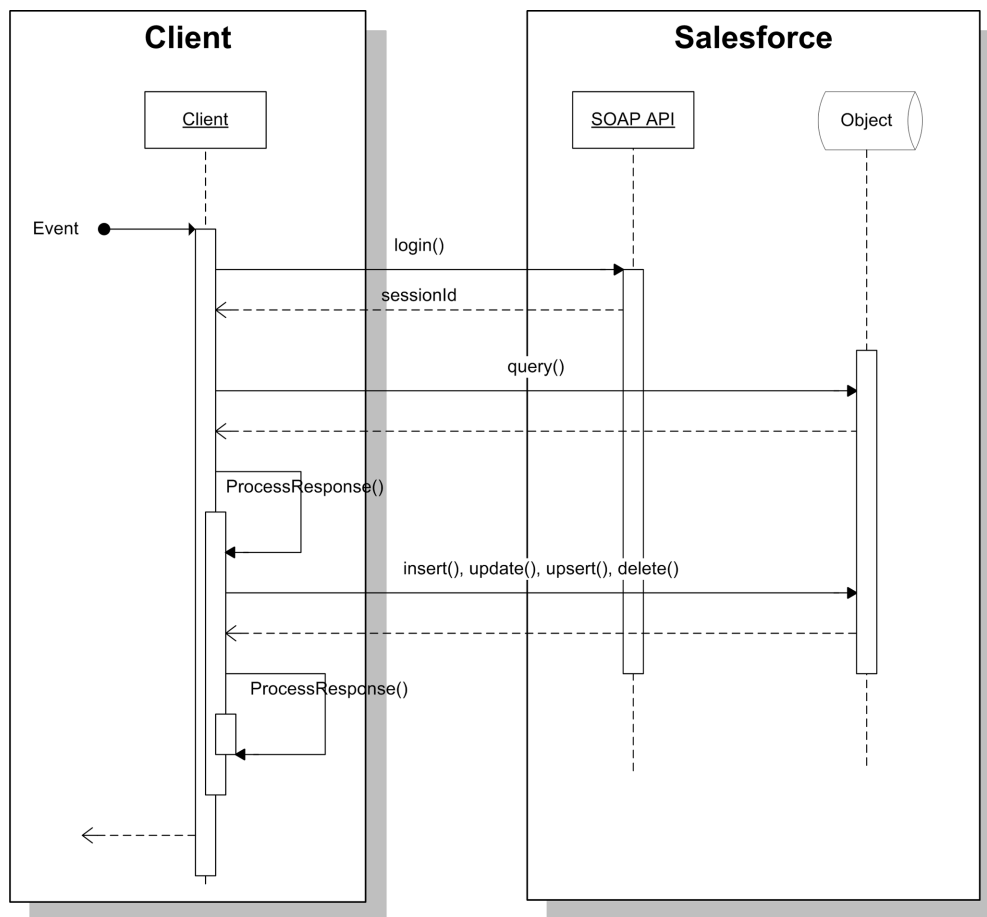 Client
Salesforce
Client
SOAP API
Object
Event
login()
sessionId
query()
ProcessResponse()
insert(), update(), upsert(), delete()
ProcessResponse()